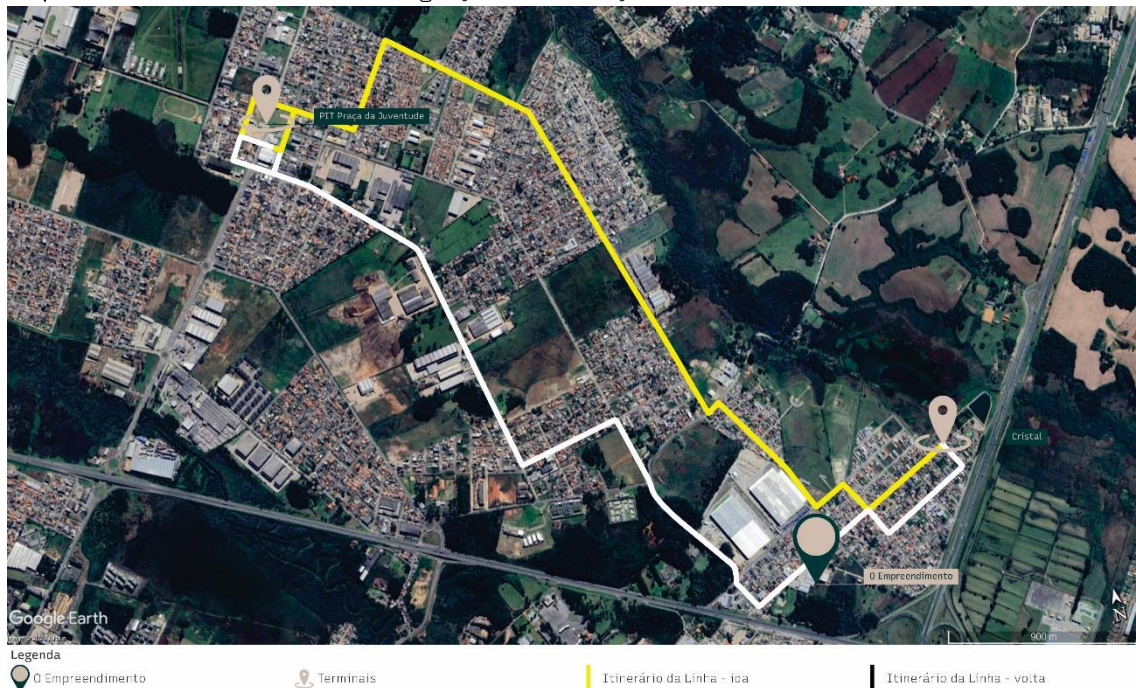 PIT Praça da Juventude
Cristal
O Empreendimento
Google Earth
900 m
Legenda
O Empreendimento
Terminais
Itinerário da Linha - ida
Itinerário da Linha - volta